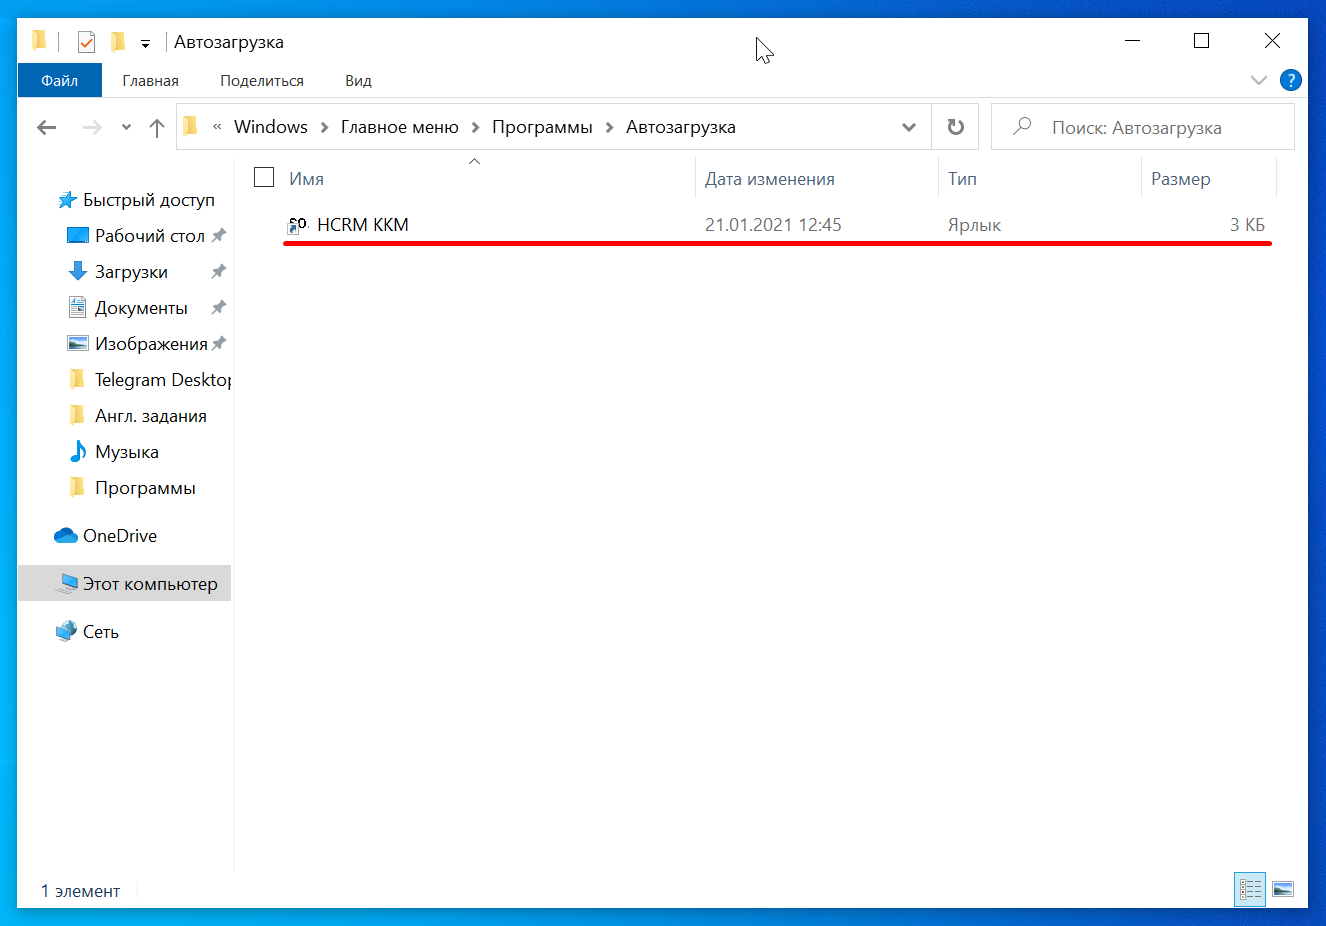 Автозагрузка
Файл Главная Поделиться Вид
« Windows › Главное меню › Программы › Автозагрузка
Поиск: Автозагрузка
Имя Дата изменения Тип Размер
HCRM KKM 21.01.2021 12:45 Ярлык 3 КБ
Быстрый доступ
Рабочий стол
Загрузки
Документы
Изображения
Telegram Desktop
Англ. задания
Музыка
Программы
OneDrive
Этот компьютер
Сеть
1 элемент